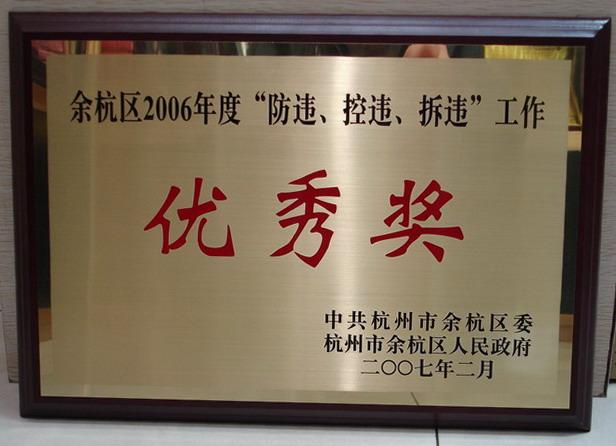 余杭区2006年度“防违、控违、拆违”工作
优秀奖
中共杭州市余杭区委
杭州市余杭区人民政府
二〇〇七年二月